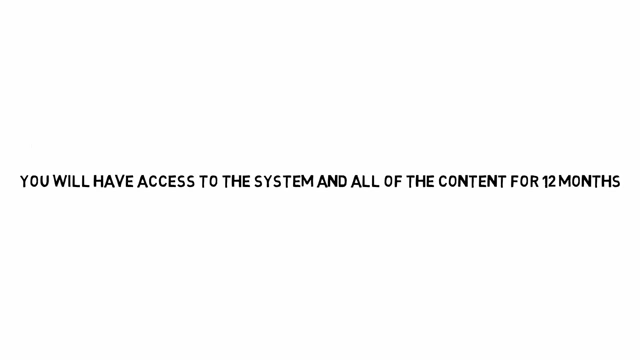 YOU WILL HAVE ACCESS TO THE SYSTEM AND ALL OF THE CONTENT FOR 12 MONTHS